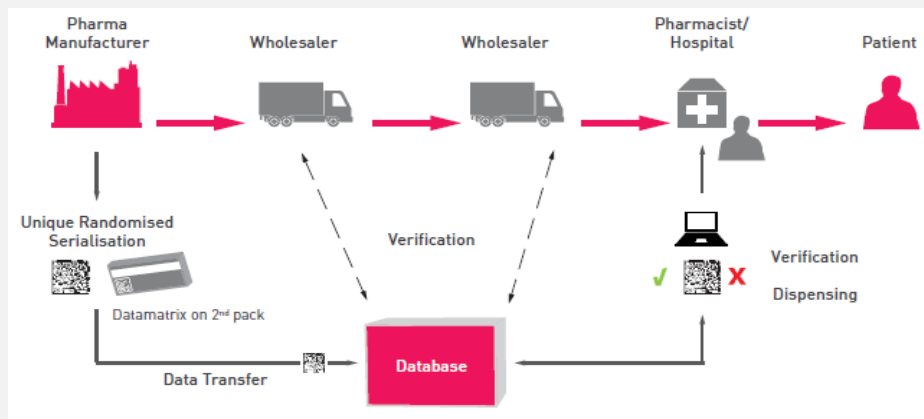 Pharma
Manufacturer
Wholesaler
Wholesaler
Pharmacist/
Hospital
Patient
Unique Randomised
Serialisation
Datamatrix on 2nd pack
Verification
Verification
Dispensing
Data Transfer
Database